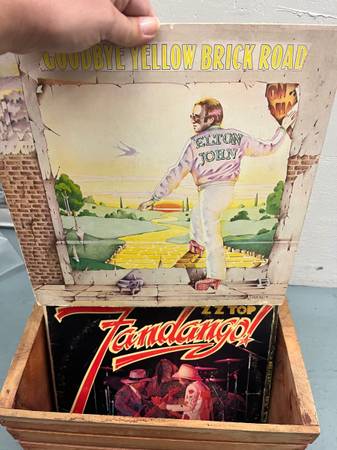 GOODBYE YELLOW BRICK ROAD
ELTON
JOHN
ZZ TOP
Fandango!